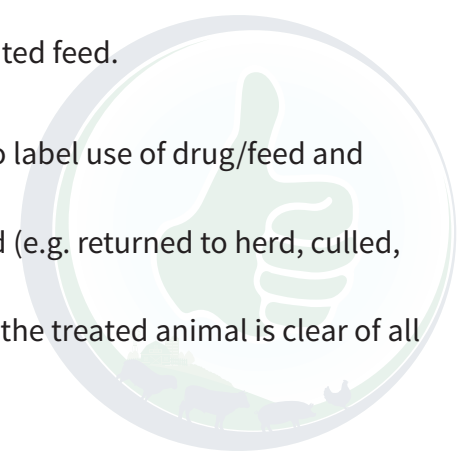 ted feed.
o label use of drug/feed and
d (e.g. returned to herd, culled,
the treated animal is clear of all